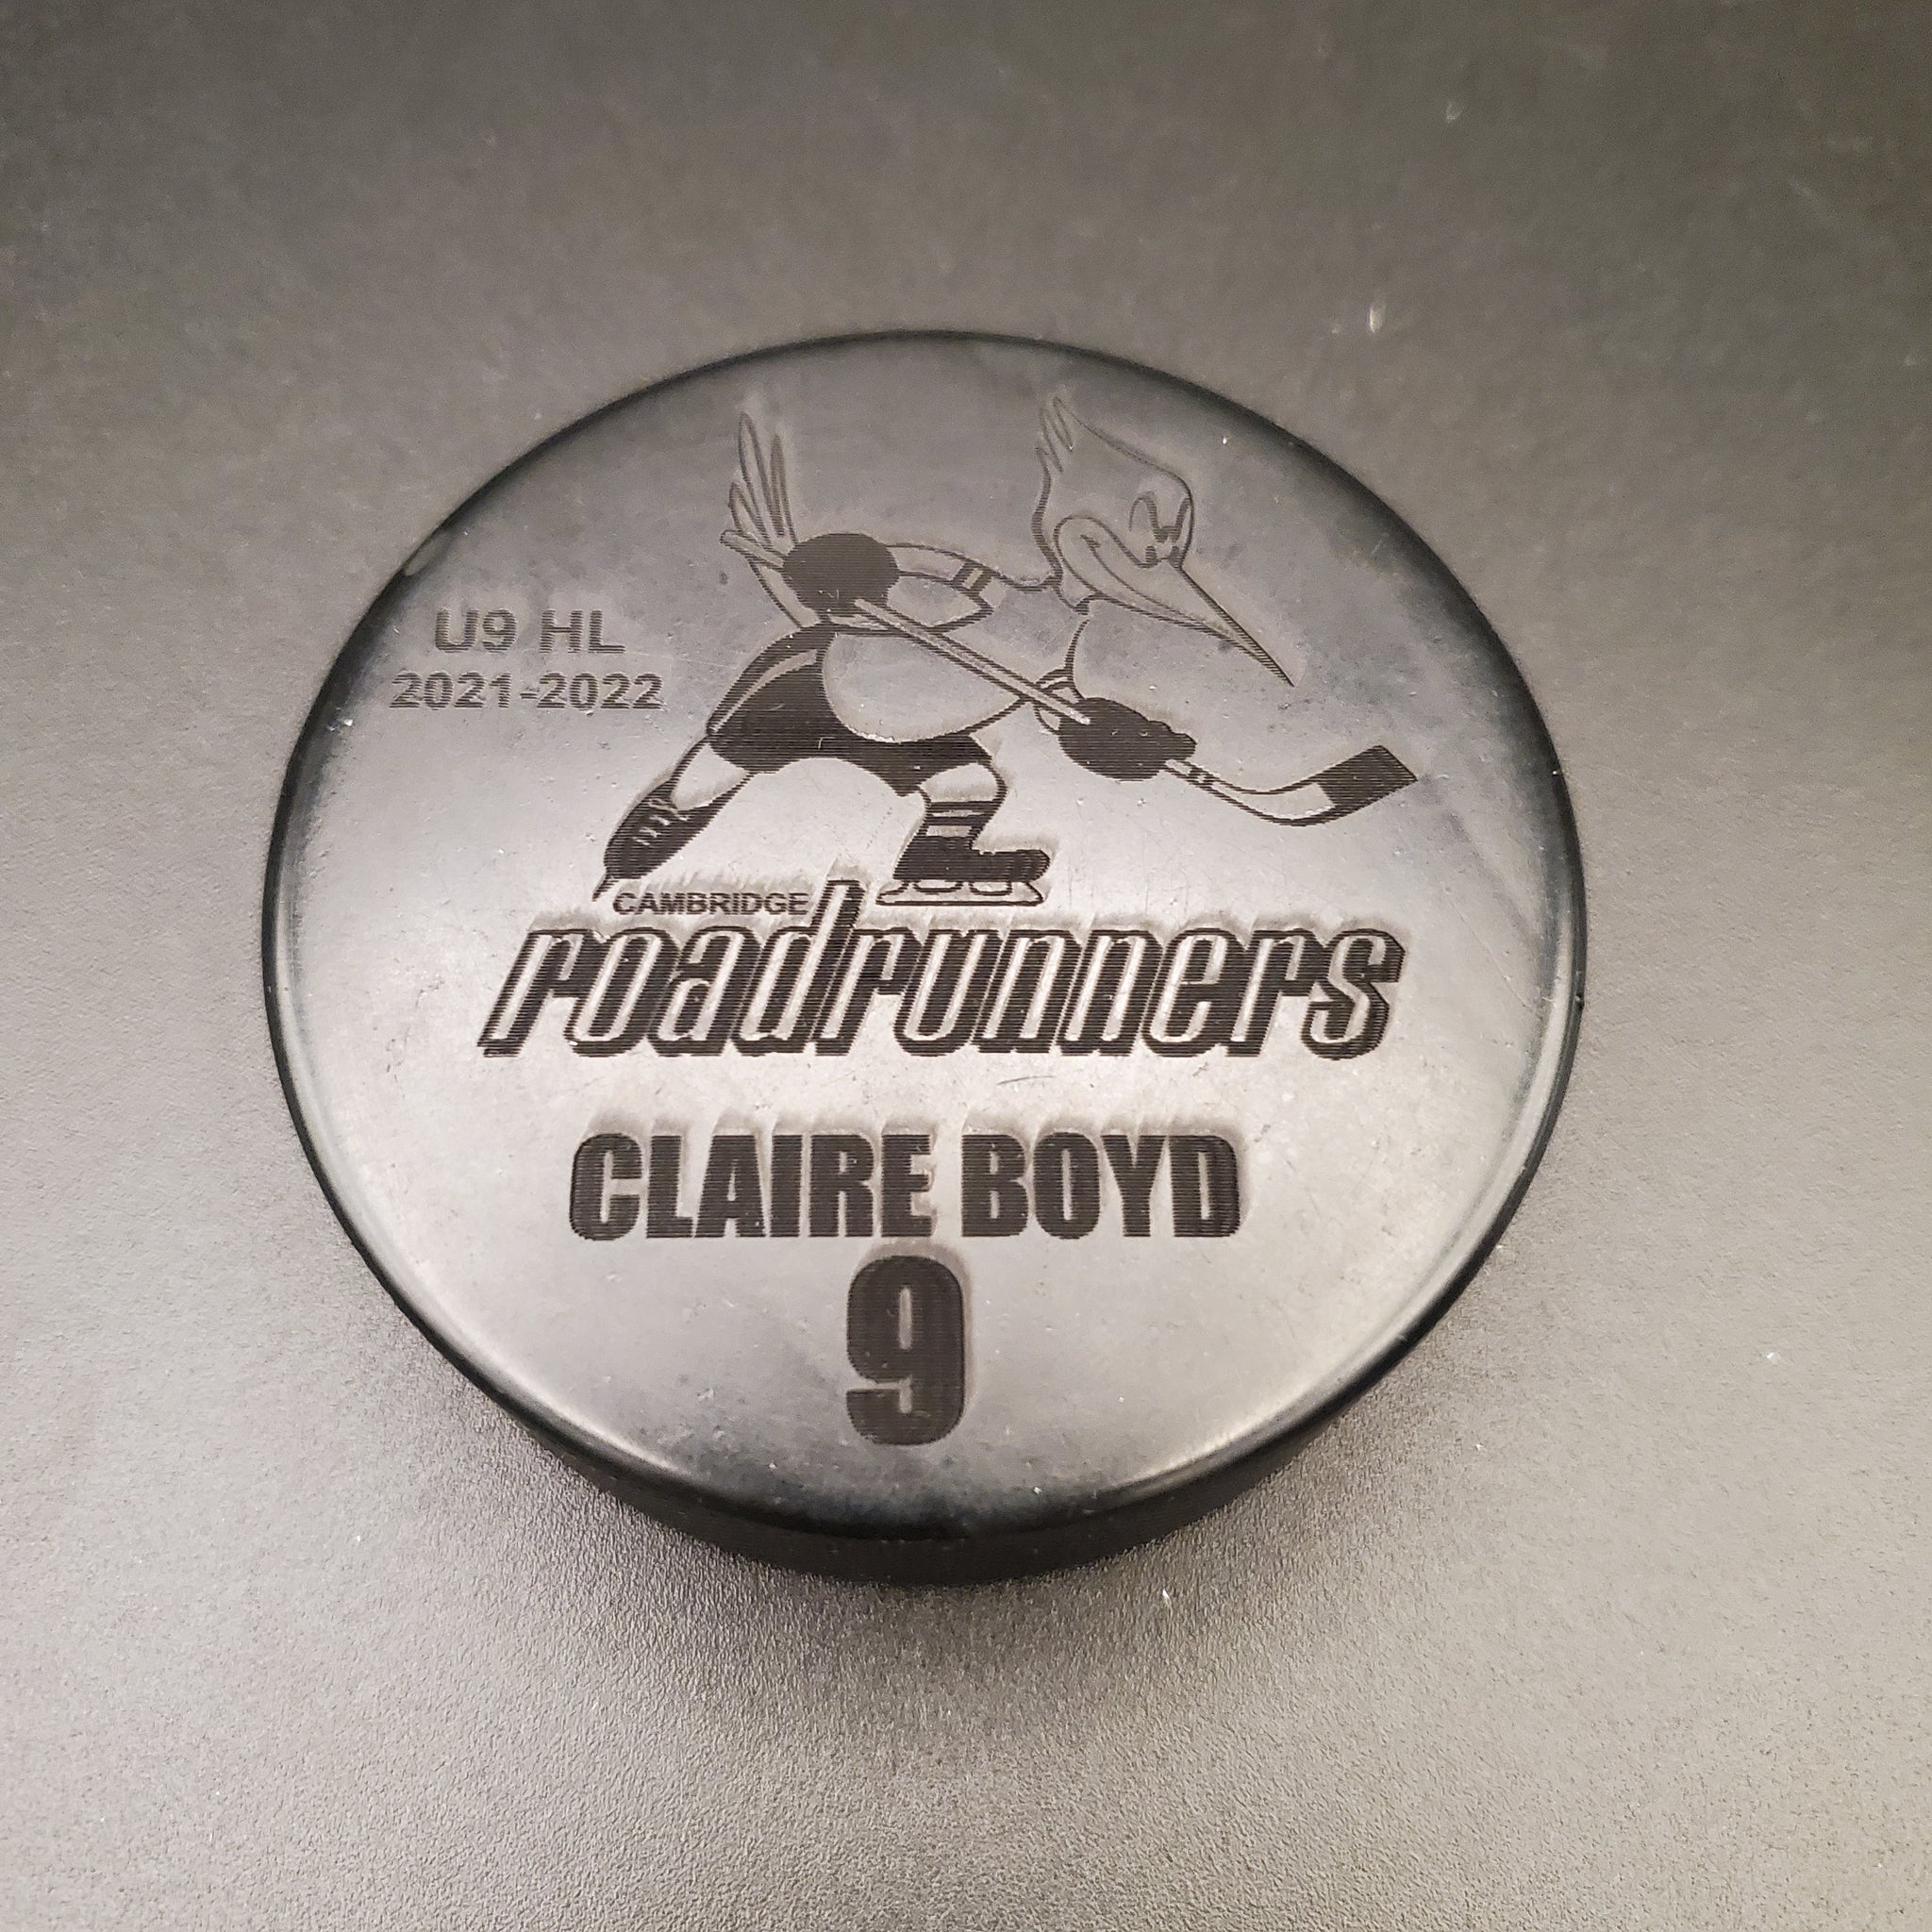 U9 HL
2021-2022
CAMBRIDGE
roadrunners
CLAIRE BOYD
9